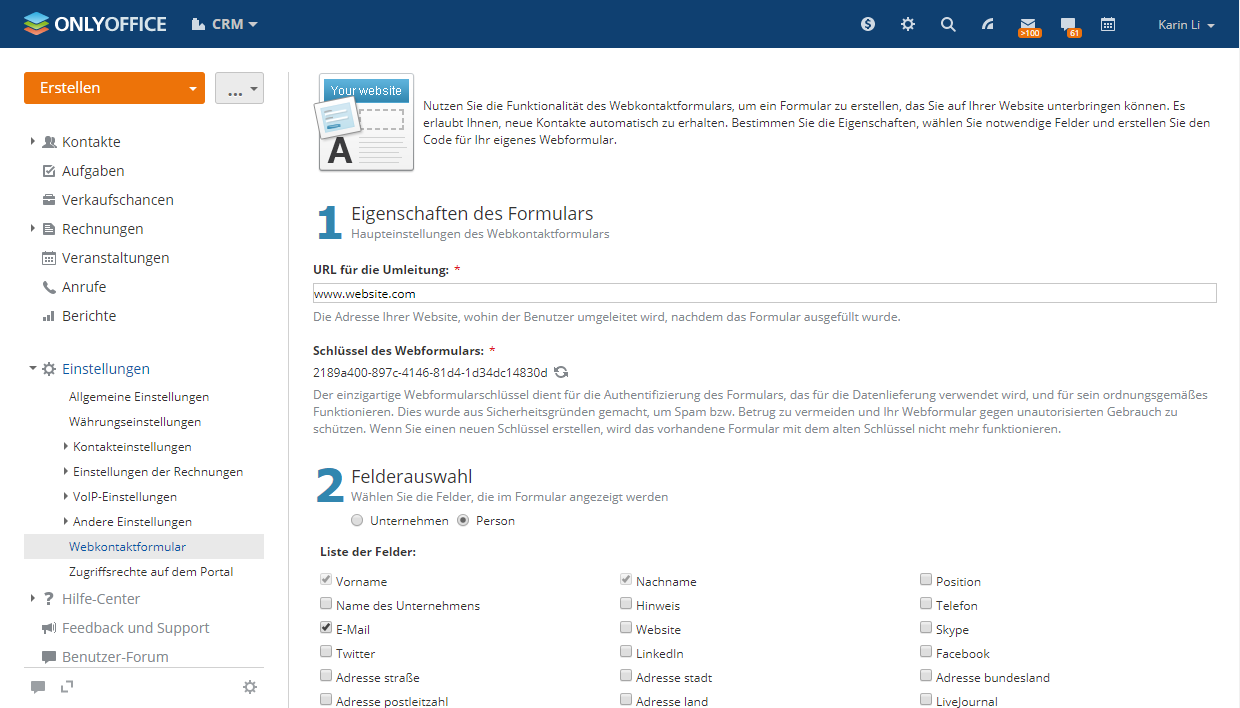 ONLYOFFICE CRM >100 61 Karin Li
Erstellen ...
Kontakte
Aufgaben
Verkaufschancen
Rechnungen
Veranstaltungen
Anrufe
Berichte
Einstellungen
Allgemeine Einstellungen
Währungseinstellungen
Kontakteinstellungen
Einstellungen der Rechnungen
VoIP-Einstellungen
Andere Einstellungen
Webkontaktformular
Zugriffsrechte auf dem Portal
Hilfe-Center
Feedback und Support
Benutzer-Forum
Your website
A
Nutzen Sie die Funktionalität des Webkontaktformulars, um ein Formular zu erstellen, das Sie auf Ihrer Website unterbringen können. Es
erlaubt Ihnen, neue Kontakte automatisch zu erhalten. Bestimmen Sie die Eigenschaften, wählen Sie notwendige Felder und erstellen Sie den
Code für Ihr eigenes Webformular.
1 Eigenschaften des Formulars
Haupteinstellungen des Webkontaktformulars
URL für die Umleitung: *
www.website.com
Die Adresse Ihrer Website, wohin der Benutzer umgeleitet wird, nachdem das Formular ausgefüllt wurde.
Schlüssel des Webformulars: *
2189a400-897c-4146-81d4-1d34dc14830d
Der einzigartige Webformularschlüssel dient für die Authentifizierung des Formulars, das für die Datenlieferung verwendet wird, und für sein ordnungsgemäßes
Funktionieren. Dies wurde aus Sicherheitsgründen gemacht, um Spam bzw. Betrug zu vermeiden und Ihr Webformular gegen unautorisierten Gebrauch zu
schützen. Wenn Sie einen neuen Schlüssel erstellen, wird das vorhandene Formular mit dem alten Schlüssel nicht mehr funktionieren.
2 Felderauswahl
Wählen Sie die Felder, die im Formular angezeigt werden
Unternehmen Person
Liste der Felder:
Vorname Nachname Position
Name des Unternehmens Hinweis Telefon
E-Mail Website Skype
Twitter LinkedIn Facebook
Adresse straße Adresse stadt Adresse bundesland
Adresse postleitzahl Adresse land LiveJournal